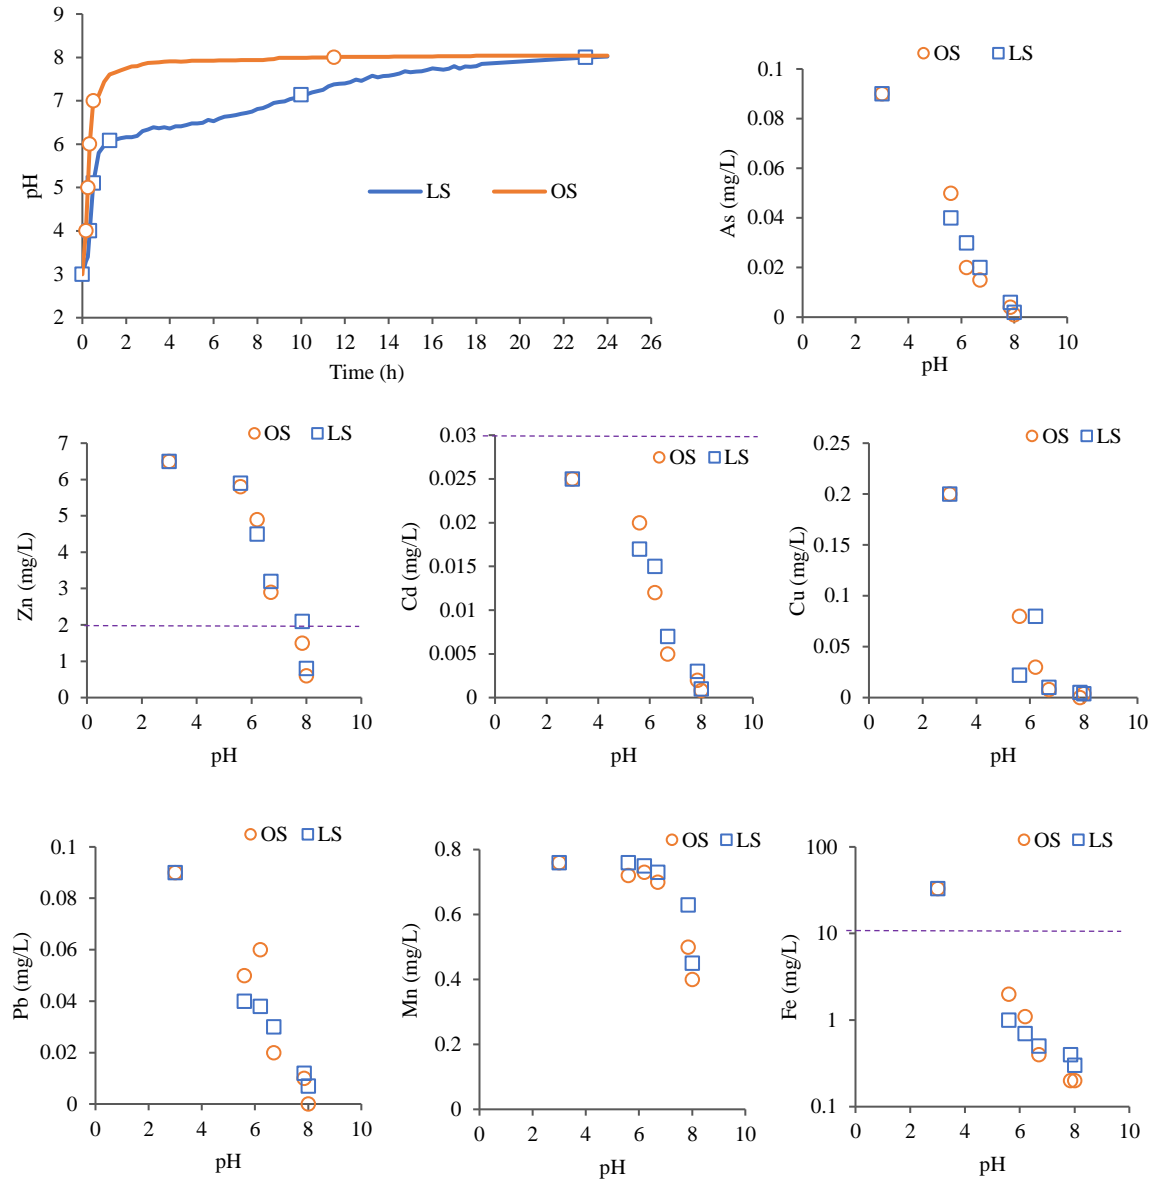 9
8
7
6
5
4
3
2
pH
0 2 4 6 8 10 12 14 16 18 20 22 24 26
Time (h)
LS OS
OS LS
0.1
0.08
0.06
0.04
0.02
0
As (mg/L)
0 2 4 6 8 10
pH
OS LS
7
6
5
4
3
2
1
0
Zn (mg/L)
0 2 4 6 8 10
pH
OS LS
0.03
0.025
0.02
0.015
0.01
0.005
0
Cd (mg/L)
0 2 4 6 8 10
pH
OS LS
0.25
0.2
0.15
0.1
0.05
0
Cu (mg/L)
0 2 4 6 8 10
pH
OS LS
0.1
0.08
0.06
0.04
0.02
0
Pb (mg/L)
0 2 4 6 8 10
pH
OS LS
0.8
0.6
0.4
0.2
0
Mn (mg/L)
0 2 4 6 8 10
pH
OS LS
100
10
1
0.1
Fe (mg/L)
0 2 4 6 8 10
pH